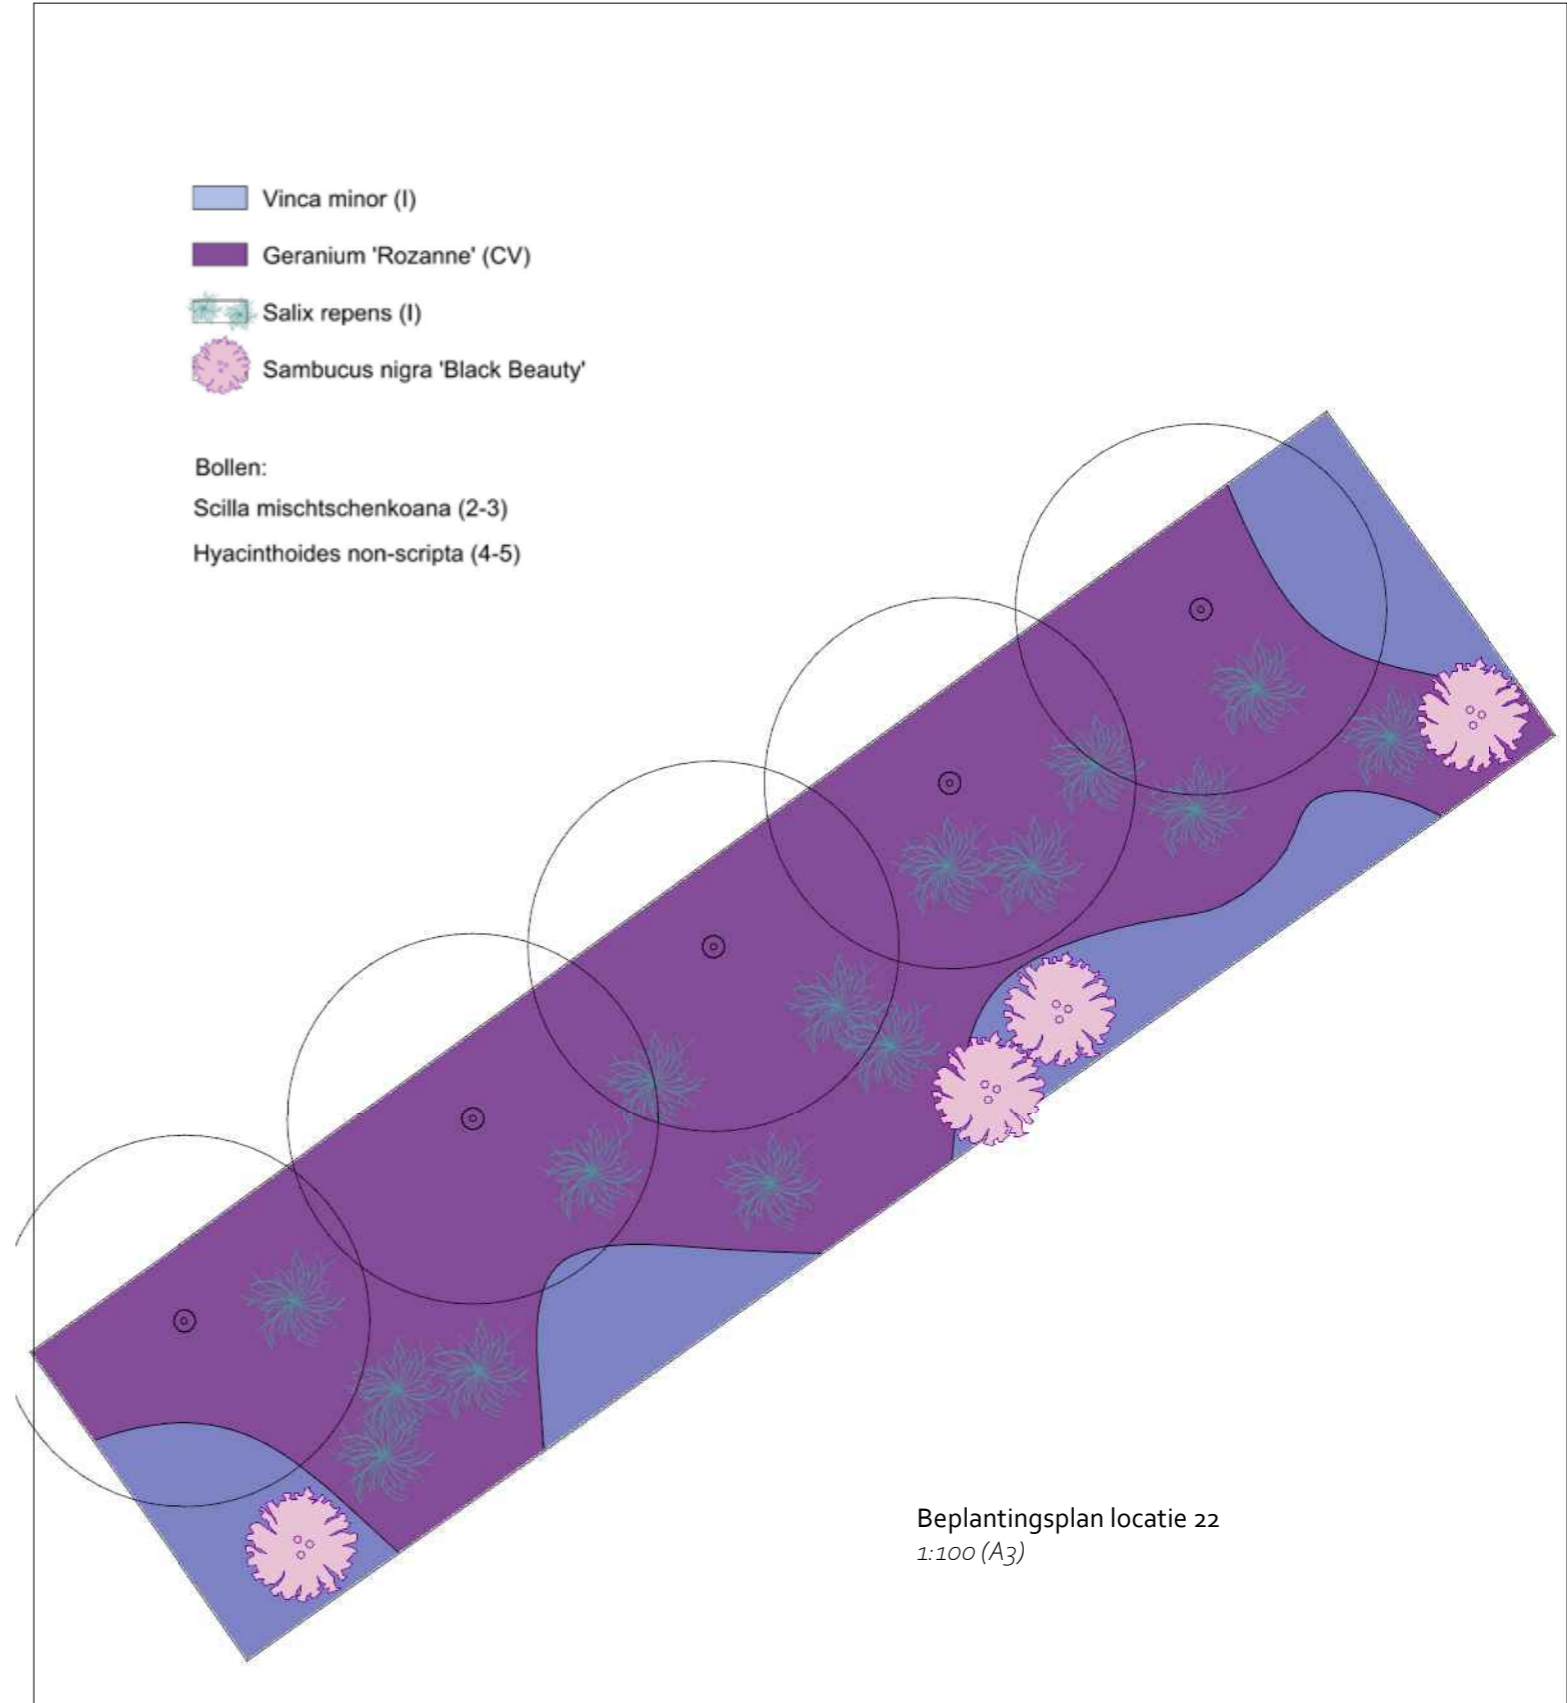 Vinca minor (I)
Geranium 'Rozanne' (CV)
Salix repens (I)
Sambucus nigra 'Black Beauty'
Bollen:
Scilla mischtschenkoana (2-3)
Hyacinthoides non-scripta (4-5)
Beplantingsplan locatie 22
1:100 (A3)